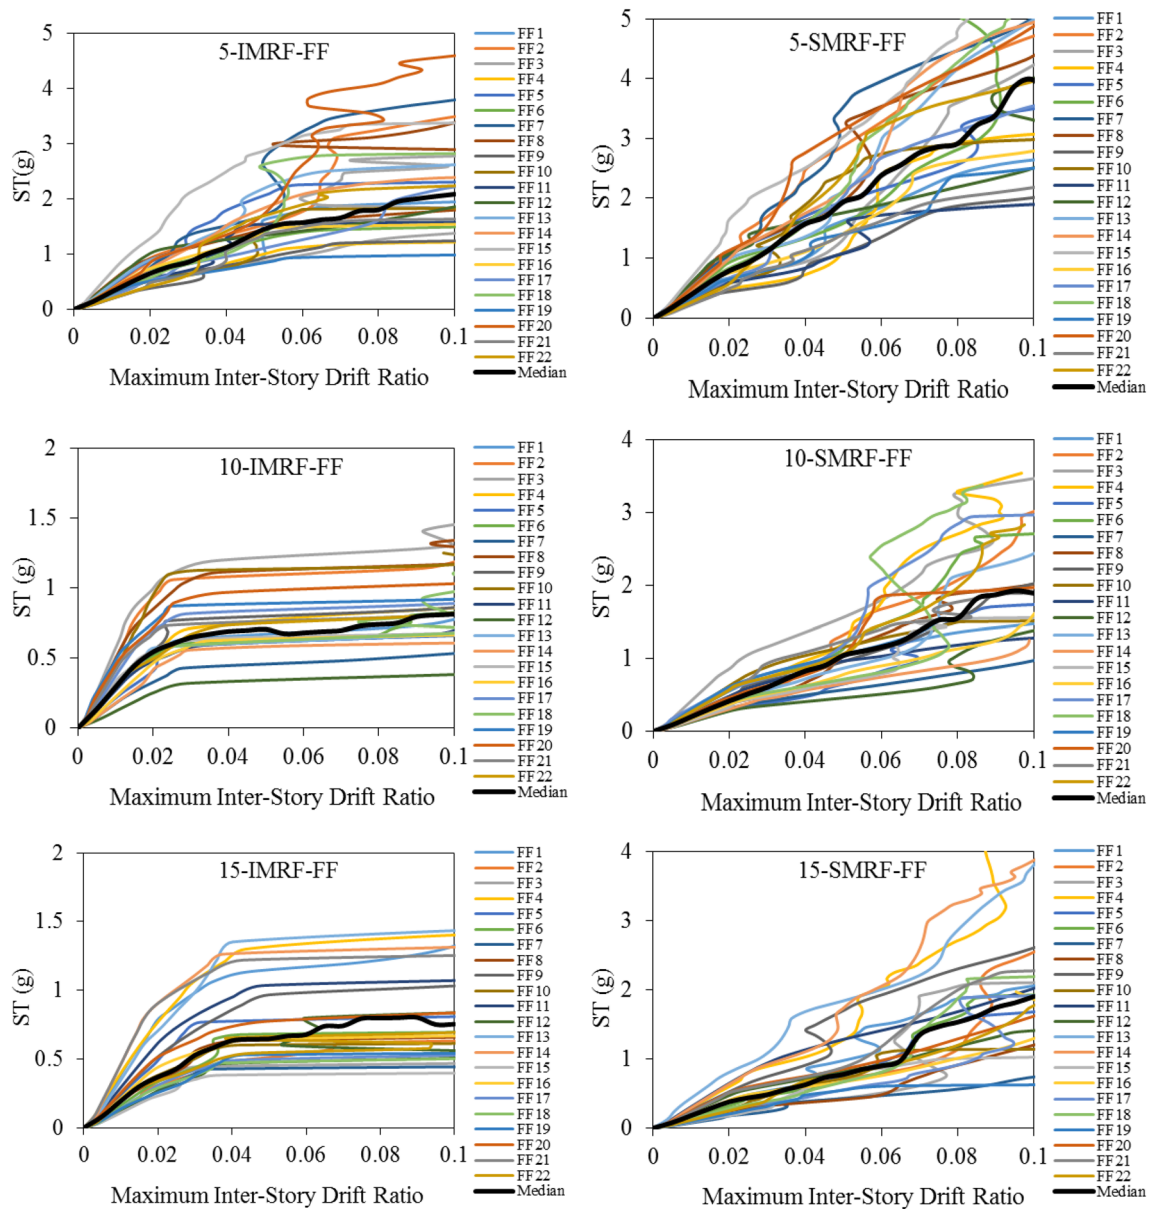 5-IMRF-FF
ST(g)
5
4
3
2
1
0
0
0.02
0.04
0.06
0.08
0.1
Maximum Inter-Story Drift Ratio
FF1
FF2
FF3
FF4
FF5
FF6
FF7
FF8
FF9
FF10
FF11
FF12
FF13
FF14
FF15
FF16
FF17
FF18
FF19
FF20
FF21
FF22
Median
5-SMRF-FF
ST (g)
5
4
3
2
1
0
0
0.02
0.04
0.06
0.08
0.1
Maximum Inter-Story Drift Ratio
FF1
FF2
FF3
FF4
FF5
FF6
FF7
FF8
FF9
FF10
FF11
FF12
FF13
FF14
FF15
FF16
FF17
FF18
FF19
FF20
FF21
FF22
Median
10-IMRF-FF
ST (g)
2
1.5
1
0.5
0
0
0.02
0.04
0.06
0.08
0.1
Maximum Inter-Story Drift Ratio
FF1
FF2
FF3
FF4
FF5
FF6
FF7
FF8
FF9
FF10
FF11
FF12
FF13
FF14
FF15
FF16
FF17
FF18
FF19
FF20
FF21
FF22
Median
10-SMRF-FF
ST (g)
4
3
2
1
0
0
0.02
0.04
0.06
0.08
0.1
Maximum Inter-Story Drift Ratio
FF1
FF2
FF3
FF4
FF5
FF6
FF7
FF8
FF9
FF10
FF11
FF12
FF13
FF14
FF15
FF16
FF17
FF18
FF19
FF20
FF21
FF22
Median
15-IMRF-FF
ST (g)
2
1.5
1
0.5
0
0
0.02
0.04
0.06
0.08
0.1
Maximum Inter-Story Drift Ratio
FF1
FF2
FF3
FF4
FF5
FF6
FF7
FF8
FF9
FF10
FF11
FF12
FF13
FF14
FF15
FF16
FF17
FF18
FF19
FF20
FF21
FF22
Median
15-SMRF-FF
ST (g)
4
3
2
1
0
0
0.02
0.04
0.06
0.08
0.1
Maximum Inter-Story Drift Ratio
FF1
FF2
FF3
FF4
FF5
FF6
FF7
FF8
FF9
FF10
FF11
FF12
FF13
FF14
FF15
FF16
FF17
FF18
FF19
FF20
FF21
FF22
Median